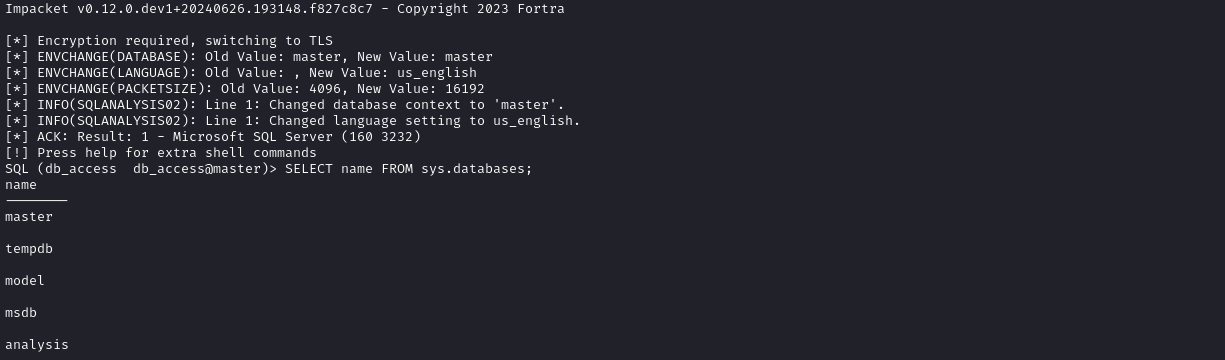 Impacket v0.12.0.dev1+20240626.193148.f827c8c7 - Copyright 2023 Fortra
[*] Encryption required, switching to TLS
[*] ENVCHANGE(DATABASE): Old Value: master, New Value: master
[*] ENVCHANGE(LANGUAGE): Old Value: , New Value: us_english
[*] ENVCHANGE(PACKETSIZE): Old Value: 4096, New Value: 16192
[*] INFO(SQLANALYSIS02): Line 1: Changed database context to 'master'.
[*] INFO(SQLANALYSIS02): Line 1: Changed language setting to us_english.
[*] ACK: Result: 1 - Microsoft SQL Server (160 3232)
[!] Press help for extra shell commands
SQL (db_access  db_access@master)> SELECT name FROM sys.databases;
name
--------
master
tempdb
model
msdb
analysis